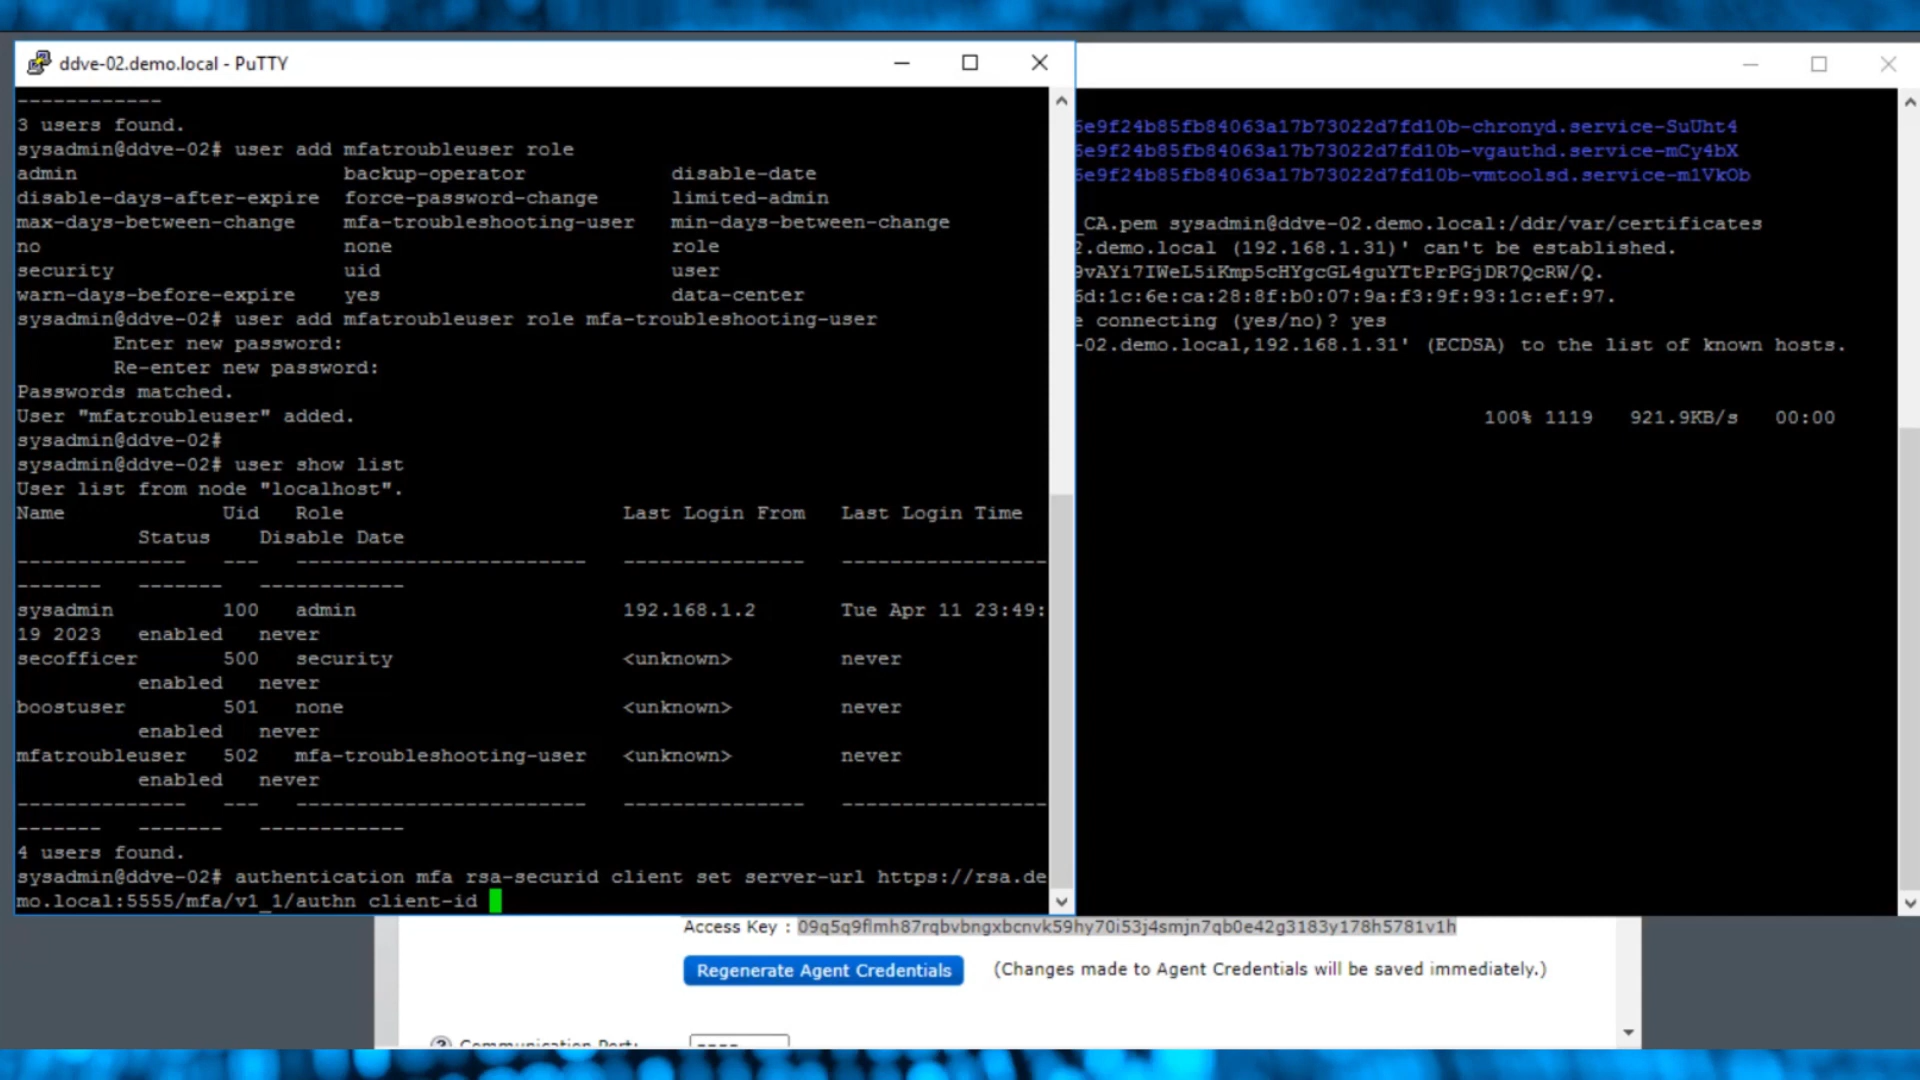 ddve-02.demo.local - PuTTY
------------
3 users found.
sysadmin@ddve-02# user add mfatroubleuser role
admin backup-operator disable-date
disable-days-after-expire force-password-change limited-admin
max-days-between-change mfa-troubleshooting-user min-days-between-change
no none role
security uid user
warn-days-before-expire yes data-center
sysadmin@ddve-02# user add mfatroubleuser role mfa-troubleshooting-user
Enter new password:
Re-enter new password:
Passwords matched.
User "mfatroubleuser" added.
sysadmin@ddve-02#
sysadmin@ddve-02# user show list
User list from node "localhost".
Name Uid Role Last Login From Last Login Time
Status Disable Date
-------------- --- ------------------------ --------------- -----------------
------- ------- ------------
sysadmin 100 admin 192.168.1.2 Tue Apr 11 23:49:
19 2023 enabled never
secofficer 500 security <unknown> never
enabled never
boostuser 501 none <unknown> never
enabled never
mfatroubleuser 502 mfa-troubleshooting-user <unknown> never
enabled never
-------------- --- ------------------------ --------------- -----------------
------- ------- ------------
4 users found.
sysadmin@ddve-02# authentication mfa rsa-securid client set server-url https://rsa.de
mo.local:5555/mfa/v1_1/authn client-id
6e9f24b85fb84063a17b73022d7fd10b-chronyd.service-SuUht4
6e9f24b85fb84063a17b73022d7fd10b-vgauthd.service-mCy4bX
6e9f24b85fb84063a17b73022d7fd10b-vmtoolsd.service-m1VkOb
_CA.pem sysadmin@ddve-02.demo.local:/ddr/var/certificates
2.demo.local (192.168.1.31)' can't be established.
9vAYi7IWeL5iKmp5cHYgcGL4guYTtPrPGjDR7QcRW/Q.
6d:1c:6e:ca:28:8f:b0:07:9a:f3:9f:93:1c:ef:97.
e connecting (yes/no)? yes
-02.demo.local,192.168.1.31' (ECDSA) to the list of known hosts.
100% 1119 921.9KB/s 00:00
Access Key : 09q5q9flmh87rqbvbngxbcnvk59hy70i53j4smjn7qb0e42g3183y178h5781v1h
Regenerate Agent Credentials (Changes made to Agent Credentials will be saved immediately.)
Communication Port: